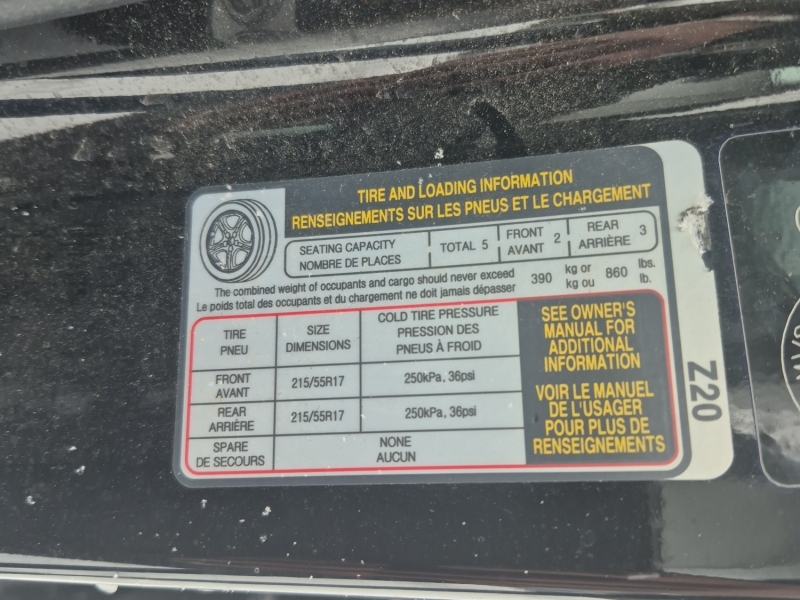 TIRE AND LOADING INFORMATION
RENSEIGNEMENTS SUR LES PNEUS ET LE CHARGEMENT
SEATING CAPACITY
NOMBRE DE PLACES
TOTAL 5
FRONT
AVANT 2
REAR
ARRIÈRE 3
The combined weight of occupants and cargo should never exceed 390 kg or 860 lbs.
Le poids total des occupants et du chargement ne doit jamais dépasser kg ou lb.
TIRE
PNEU
SIZE
DIMENSIONS
COLD TIRE PRESSURE
PRESSION DES
PNEUS À FROID
FRONT
AVANT
215/55R17
250kPa, 36psi
REAR
ARRIÈRE
215/55R17
250kPa, 36psi
SPARE
DE SECOURS
NONE
AUCUN
SEE OWNER'S
MANUAL FOR
ADDITIONAL
INFORMATION
VOIR LE MANUEL
DE L'USAGER
POUR PLUS DE
RENSEIGNEMENTS
Z20